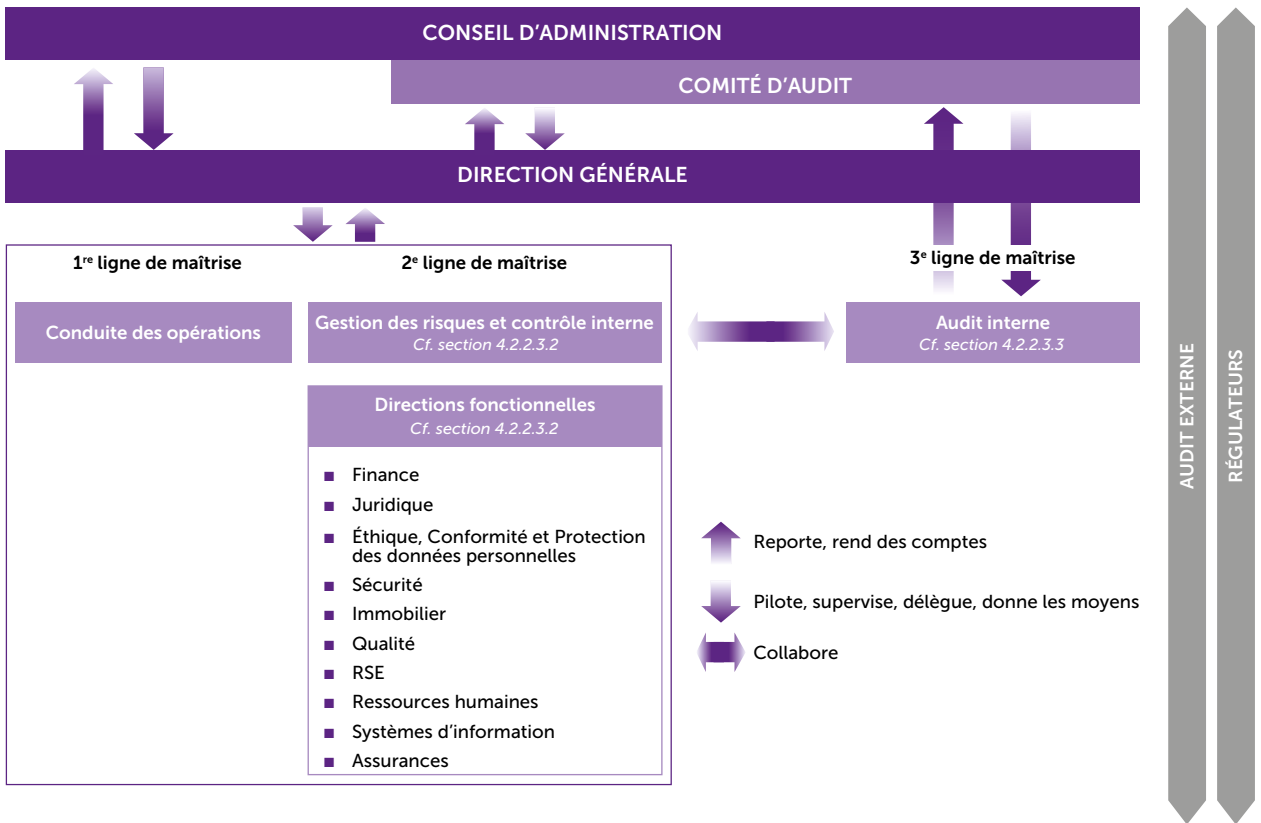 CONSEIL D'ADMINISTRATION
COMITÉ D'AUDIT
DIRECTION GÉNÉRALE
1re ligne de maîtrise
2e ligne de maîtrise
3e ligne de maîtrise
Conduite des opérations
Gestion des risques et contrôle interne
Cf. section 4.2.2.3.2
Audit interne
Cf. section 4.2.2.3.3
Directions fonctionnelles
Cf. section 4.2.2.3.2
■ Finance
■ Juridique
■ Éthique, Conformité et Protection
des données personnelles
■ Sécurité
■ Immobilier
■ Qualité
■ RSE
■ Ressources humaines
■ Systèmes d'information
■ Assurances
Reporte, rend des comptes
Pilote, supervise, délègue, donne les moyens
Collabore
AUDIT EXTERNE
RÉGULATEURS